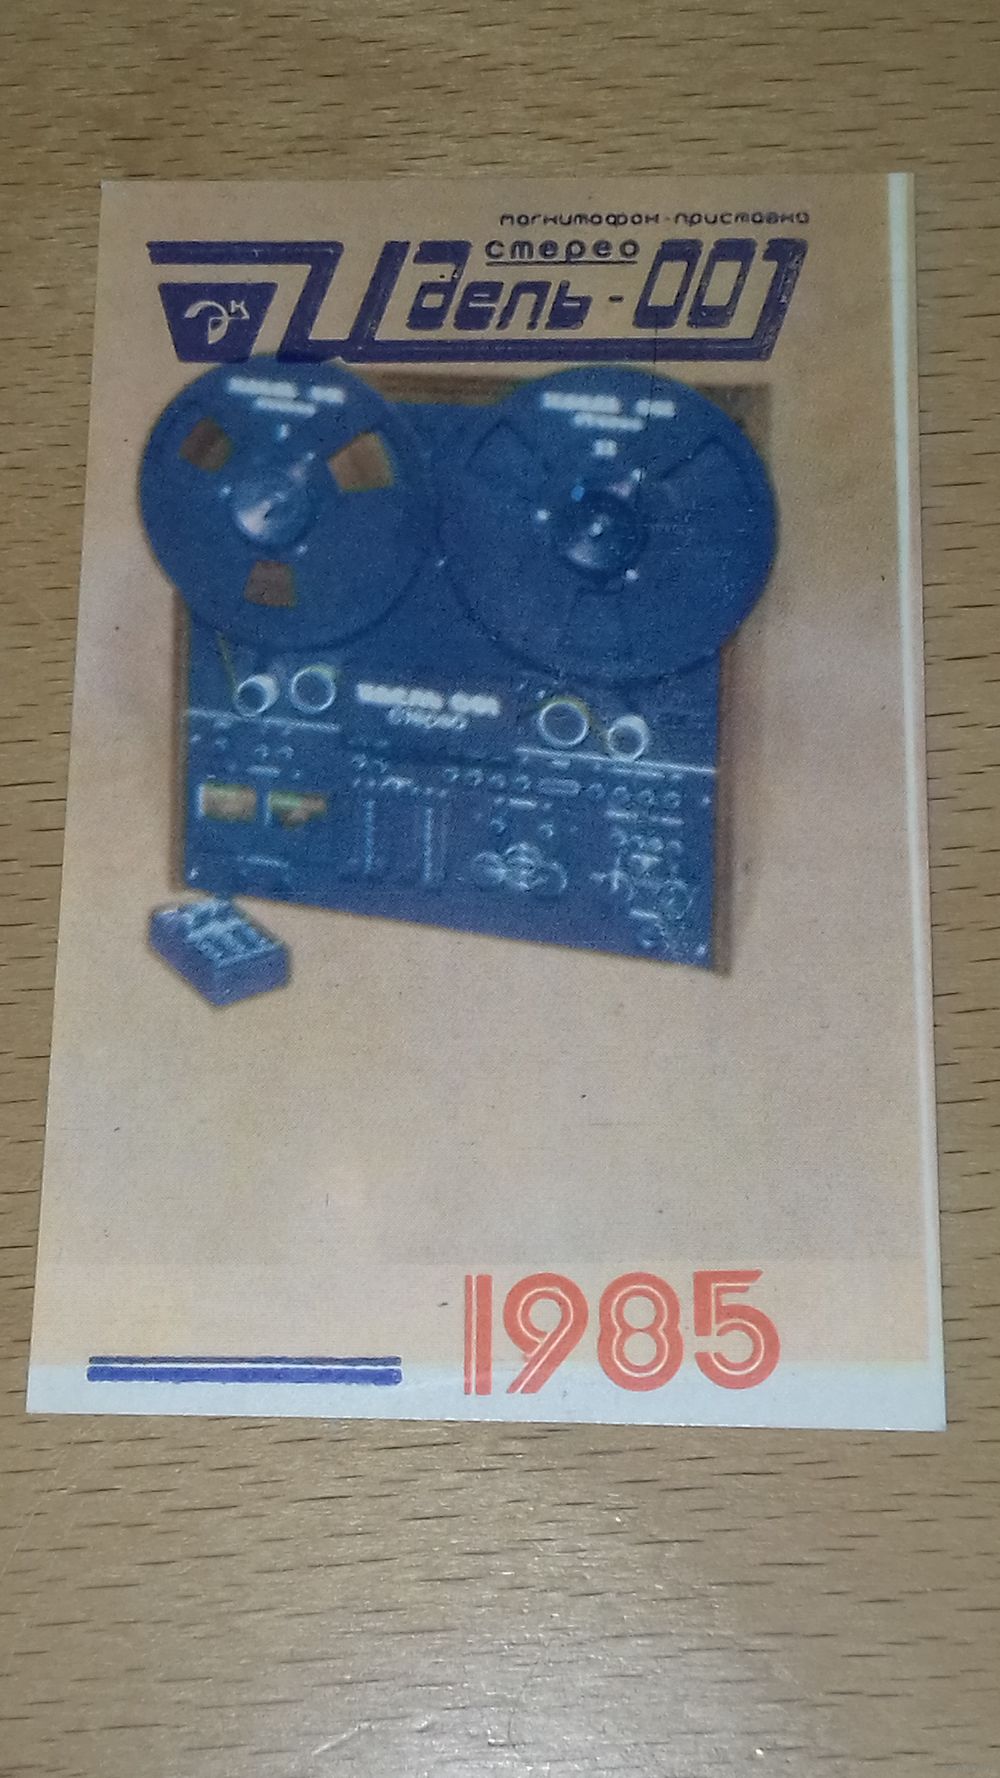 магнитофон-приставка
стерео
Идель-001
1985